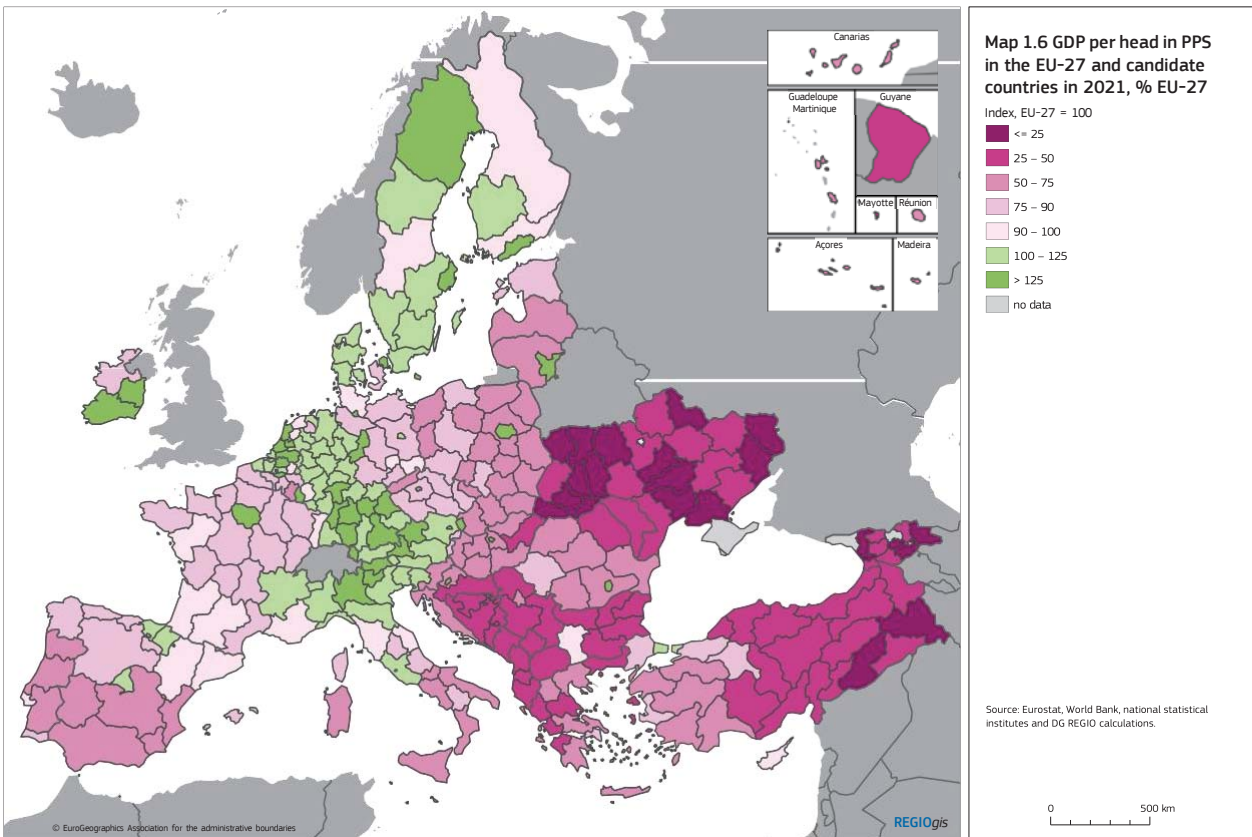 Canarias
Guadeloupe
Martinique
Guyane
Mayotte
Réunion
Açores
Madeira
© EuroGeographics Association for the administrative boundaries
REGIOgis
Map 1.6 GDP per head in PPS
in the EU-27 and candidate
countries in 2021, % EU-27
Index, EU-27 = 100
<= 25
25 – 50
50 – 75
75 – 90
90 – 100
100 – 125
> 125
no data
Source: Eurostat, World Bank, national statistical
institutes and DG REGIO calculations.
0 500 km